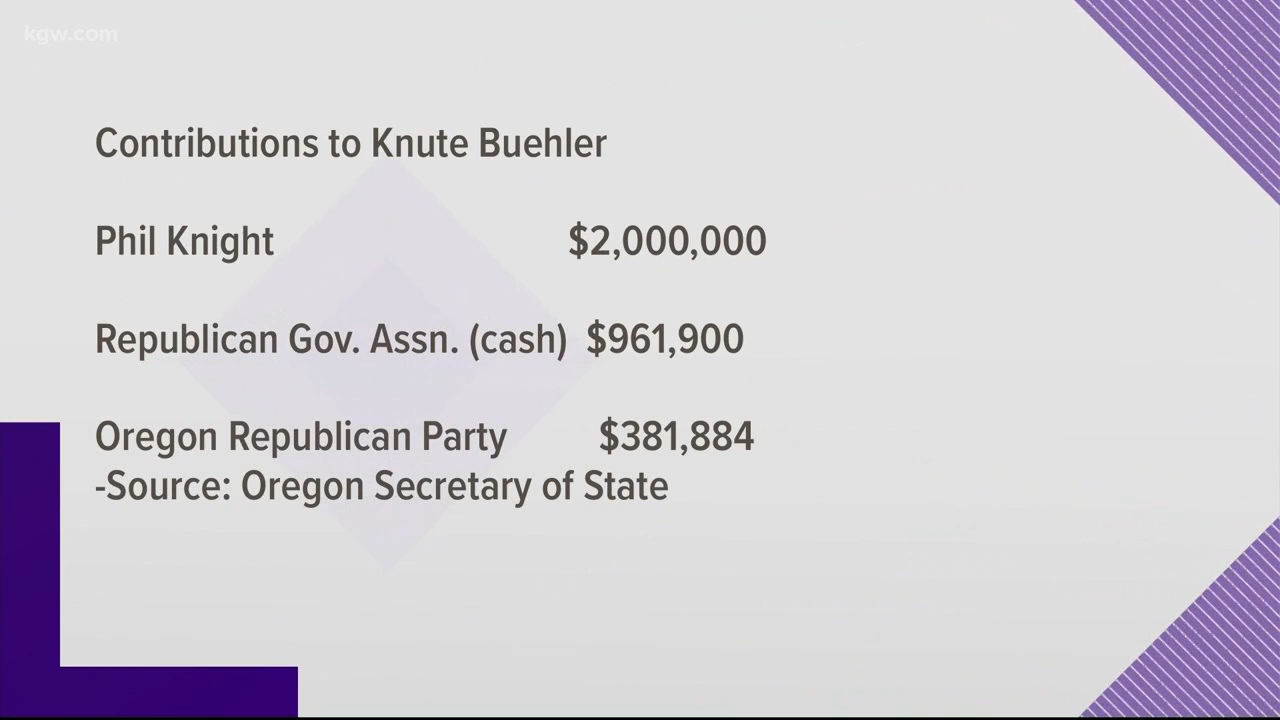 kgw.com
Contributions to Knute Buehler
Phil Knight $2,000,000
Republican Gov. Assn. (cash) $961,900
Oregon Republican Party $381,884
-Source: Oregon Secretary of State